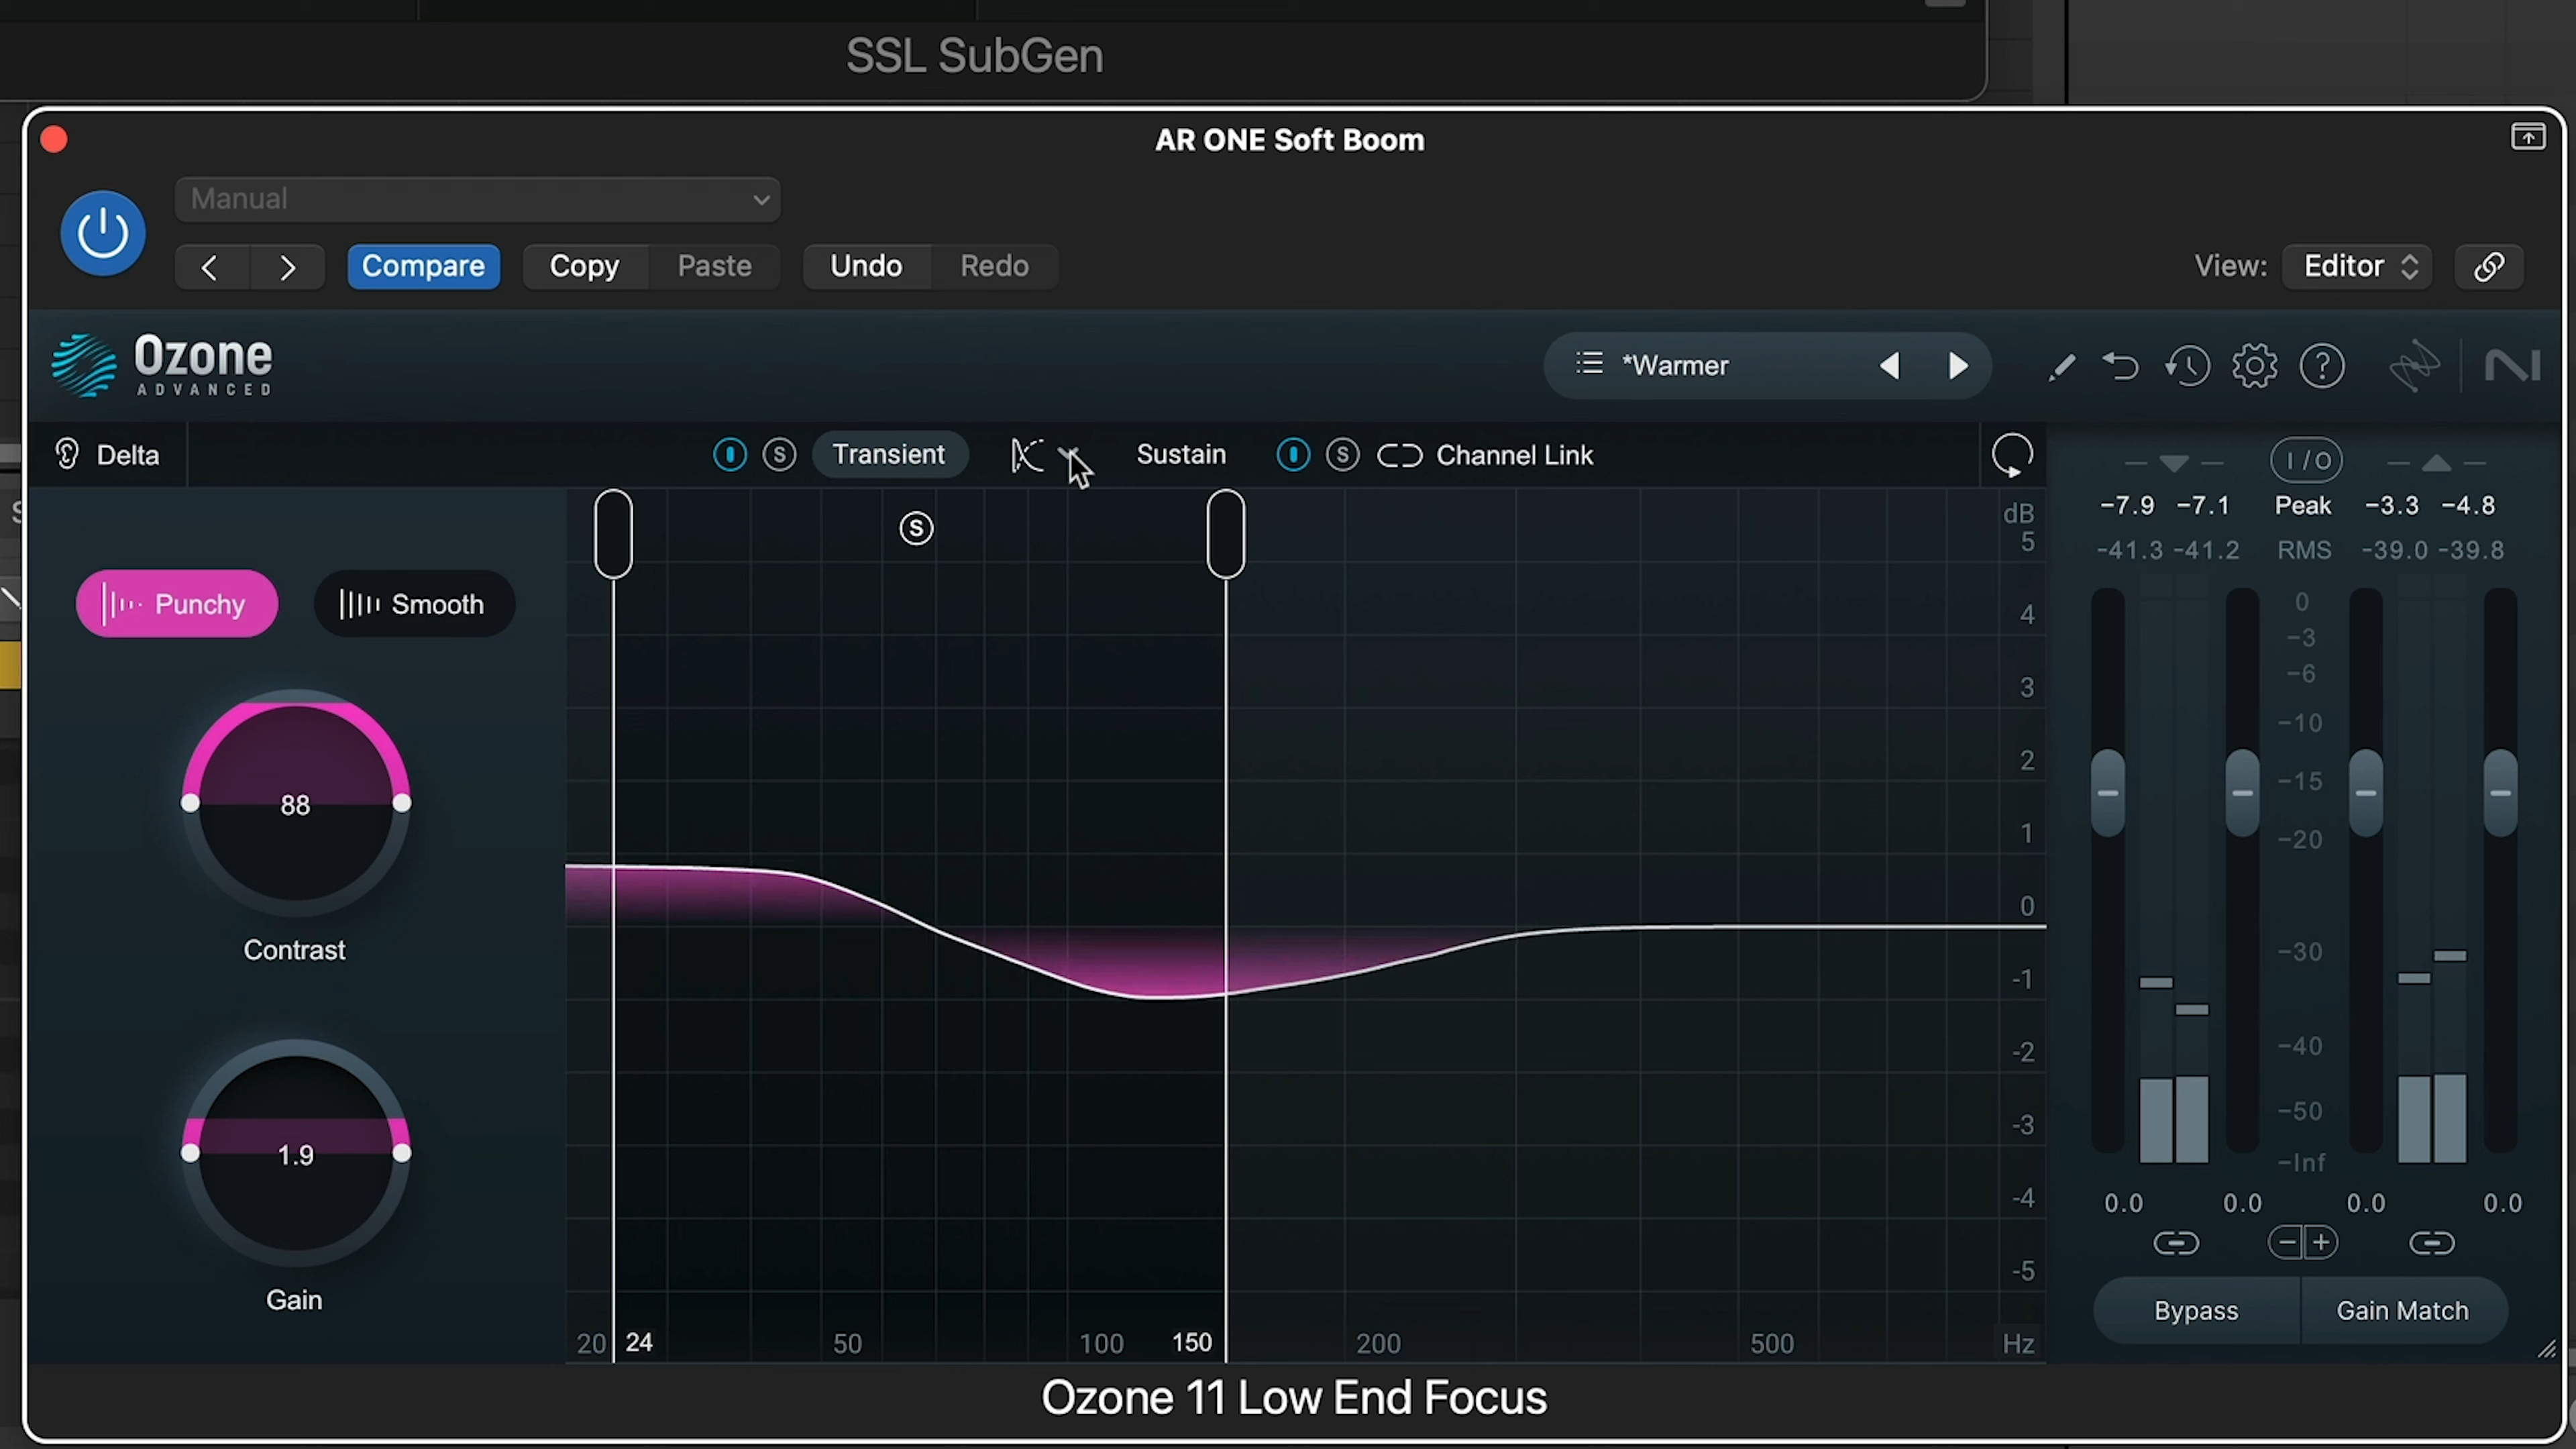 SSL SubGen
AR ONE Soft Boom
Manual
Compare Copy Paste Undo Redo View: Editor
Ozone
ADVANCED
*Warmer
Delta S Transient Sustain S Channel Link I/O
-7.9 -7.1 Peak -3.3 -4.8
-41.3 -41.2 RMS -39.0 -39.8
S
Punchy Smooth
88
Contrast
1.9
Gain
dB
5
4
3
2
1
0
-1
-2
-3
-4
-5
20 24 50 100 150 200 500 Hz
0
-3
-6
-10
-15
-20
-30
-40
-50
-Inf
0.0 0.0 0.0 0.0
Bypass Gain Match
Ozone 11 Low End Focus